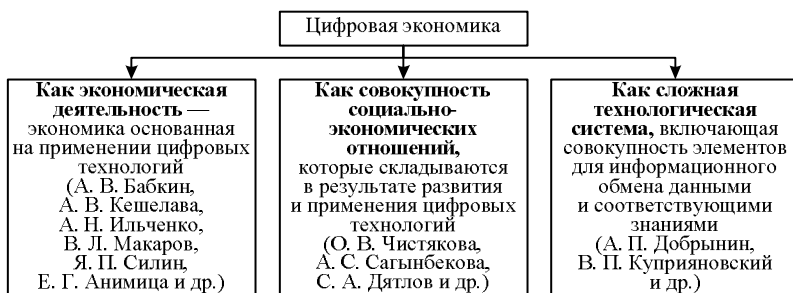 Цифровая экономика
Как экономическая
деятельность —
экономика основанная
на применении цифровых
технологий
(А. В. Бабкин,
А. В. Кешелава,
А. Н. Ильченко,
В. Л. Макаров,
Я. П. Силин,
Е. Г. Анимица и др.)
Как совокупность
социально-
экономических
отношений,
которые складываются
в результате развития
и применения цифровых
технологий
(О. В. Чистякова,
А. С. Сагынбекова,
С. А. Дятлов и др.)
Как сложная
технологическая
система, включающая
совокупность элементов
для информационного
обмена данными
и соответствующими
знаниями
(А. П. Добрынин,
В. П. Куприяновский
и др.)